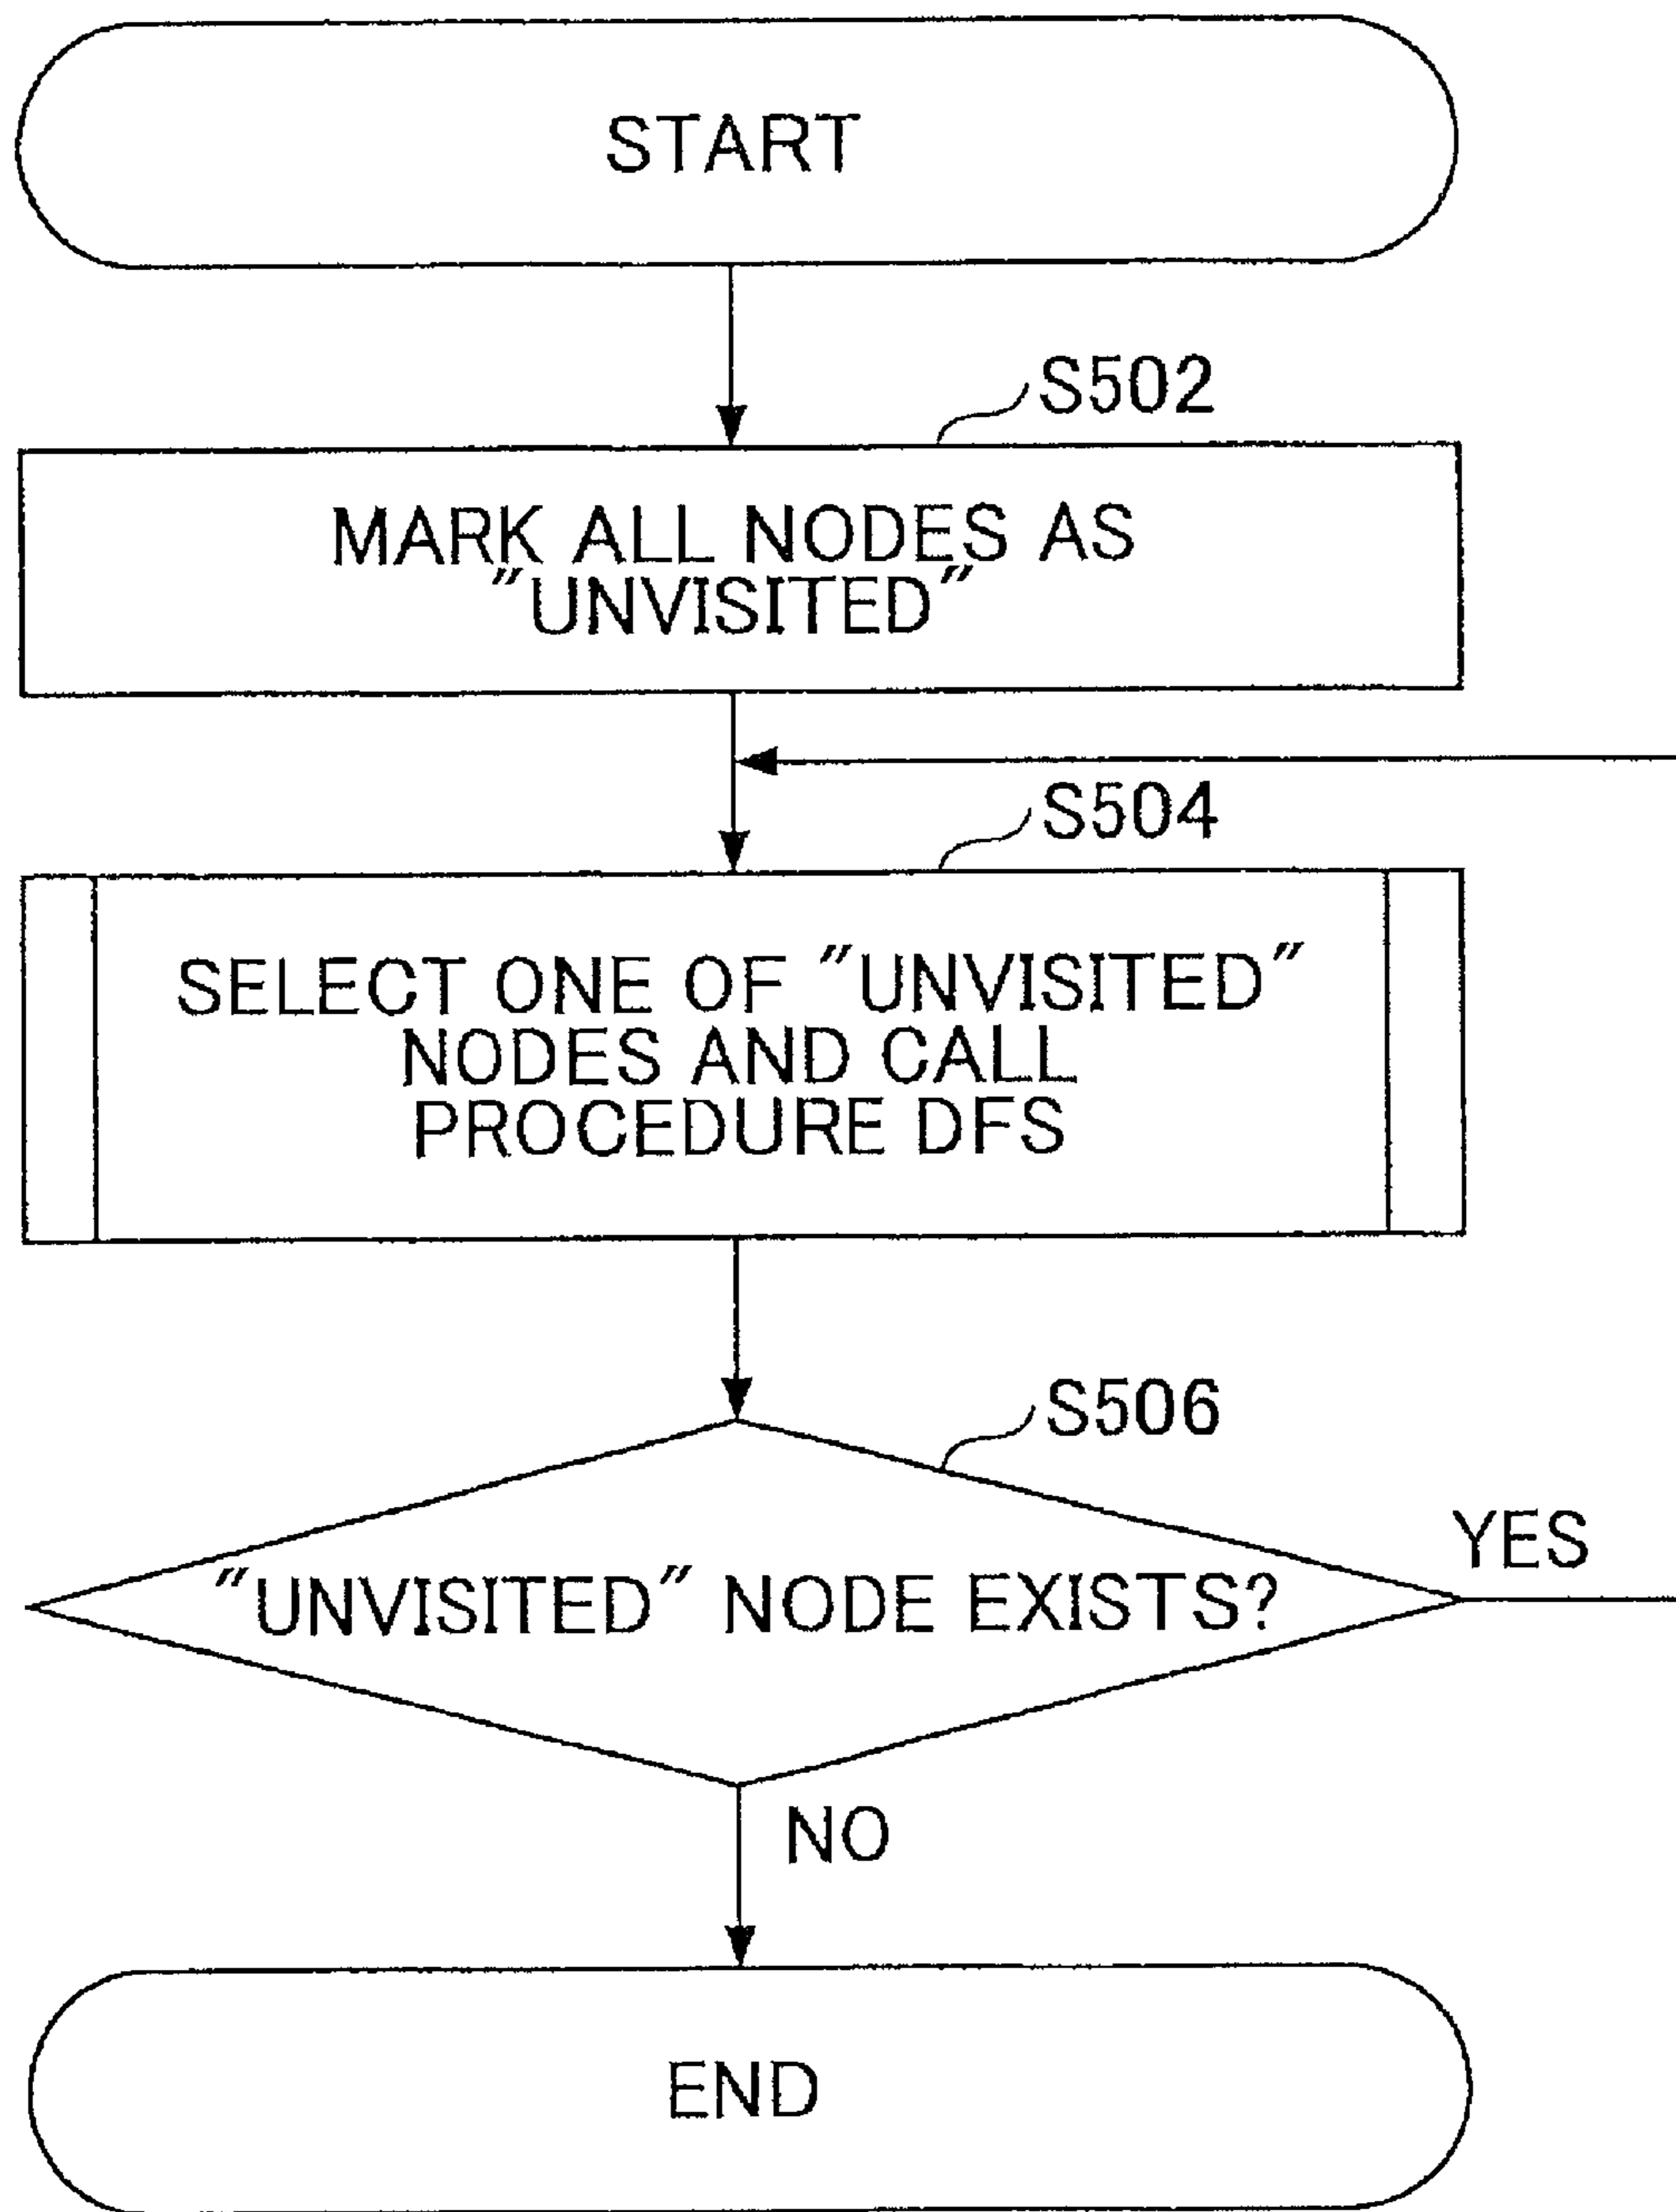 START
S502
MARK ALL NODES AS
"UNVISITED"
S504
SELECT ONE OF "UNVISITED"
NODES AND CALL
PROCEDURE DFS
S506
"UNVISITED" NODE EXISTS?
YES
NO
END